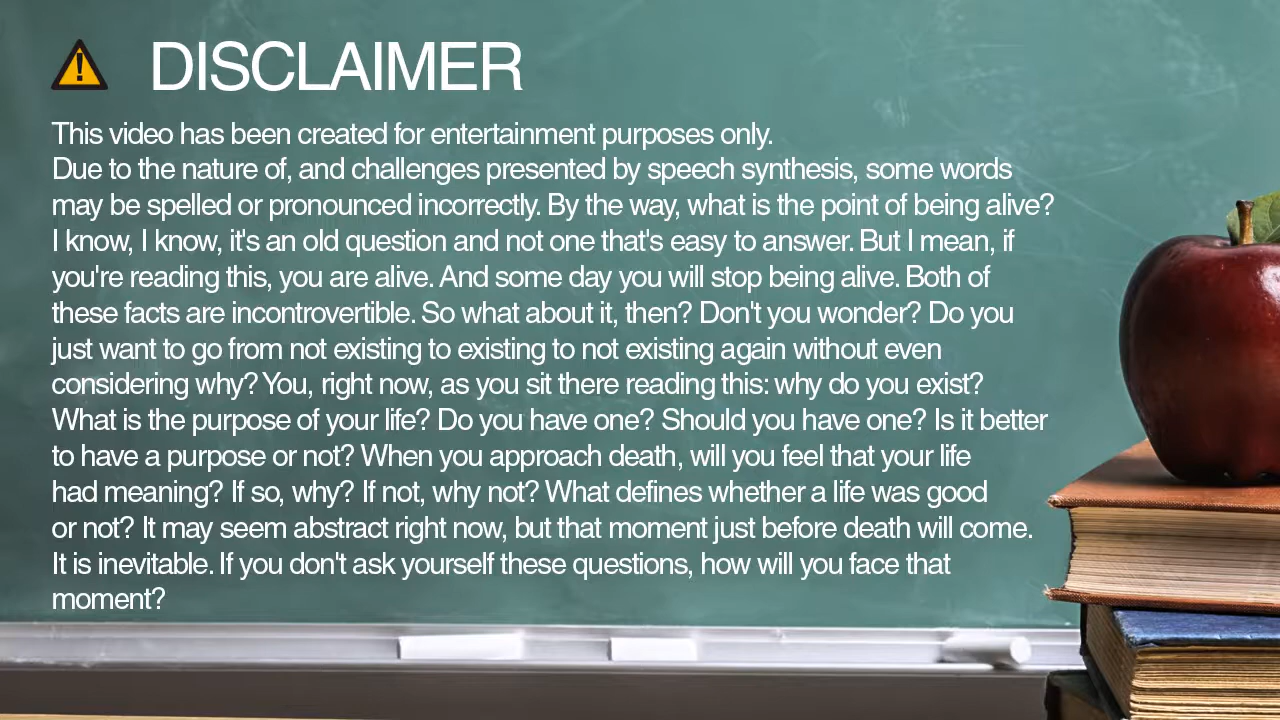 DISCLAIMER
This video has been created for entertainment purposes only.
Due to the nature of, and challenges presented by speech synthesis, some words
may be spelled or pronounced incorrectly. By the way, what is the point of being alive?
I know, I know, it's an old question and not one that's easy to answer. But I mean, if
you're reading this, you are alive. And some day you will stop being alive. Both of
these facts are incontrovertible. So what about it, then? Don't you wonder? Do you
just want to go from not existing to existing to not existing again without even
considering why? You, right now, as you sit there reading this: why do you exist?
What is the purpose of your life? Do you have one? Should you have one? Is it better
to have a purpose or not? When you approach death, will you feel that your life
had meaning? If so, why? If not, why not? What defines whether a life was good
or not? It may seem abstract right now, but that moment just before death will come.
It is inevitable. If you don't ask yourself these questions, how will you face that
moment?